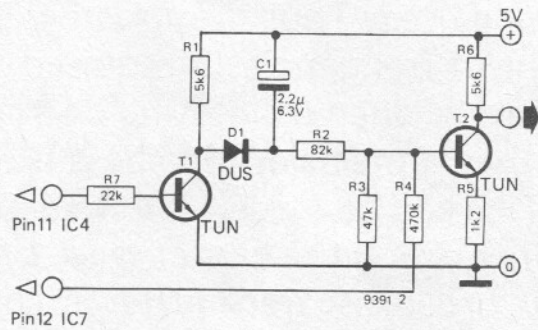 5V
+
R1
5k6
C1
2.2µ
6,3V
R6
5k6
D1
DUS
R2
82k
T2
TUN
T1
TUN
R7
22k
Pin11 IC4
R3
47k
R4
470k
R5
1k2
0
9391 2
Pin12 IC7